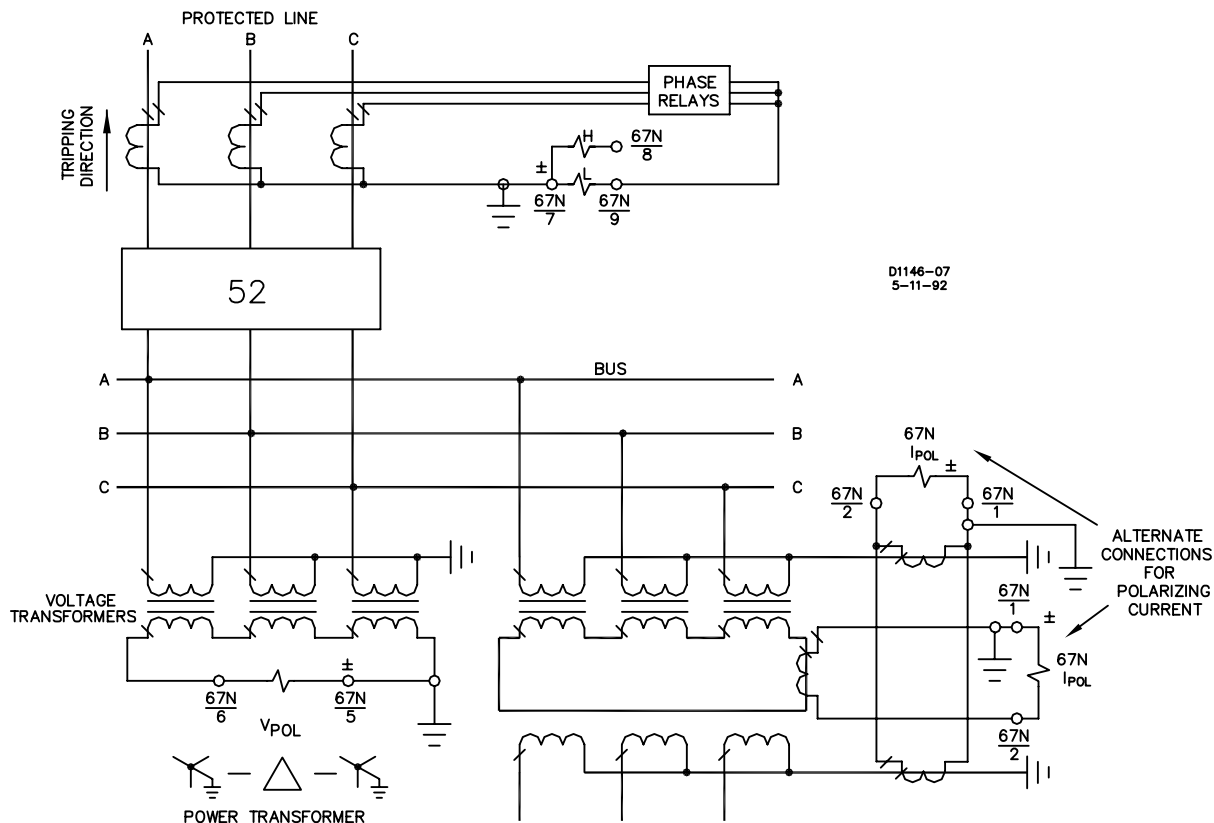 PROTECTED LINE
A B C
PHASE
RELAYS
TRIPPING
DIRECTION
H
67N
8
±
L
67N
7
67N
9
52
D1146-07
5-11-92
BUS
A A
B B
C C
67N
IPOL
±
67N
2
67N
1
ALTERNATE
CONNECTIONS
FOR
POLARIZING
CURRENT
VOLTAGE
TRANSFORMERS
67N
1
±
67N
IPOL
67N
2
±
67N
6
67N
5
VPOL
POWER TRANSFORMER